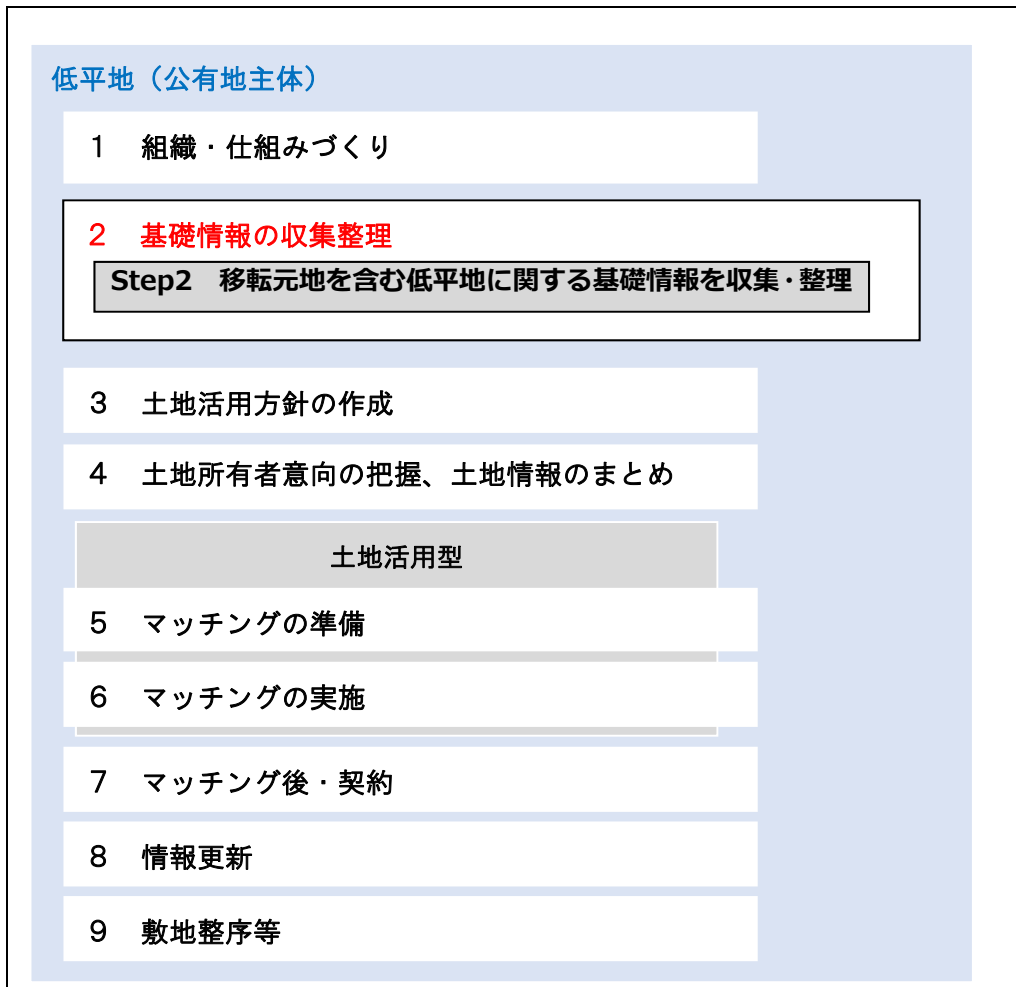 低平地（公有地主体）
１　組織・仕組みづくり
２　基礎情報の収集整理
Step2　移転元地を含む低平地に関する基礎情報を収集・整理
３　土地活用方針の作成
４　土地所有者意向の把握、土地情報のまとめ
土地活用型
５　マッチングの準備
６　マッチングの実施
７　マッチング後・契約
８　情報更新
９　敷地整序等